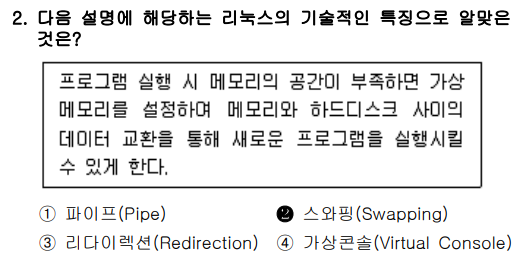 2. 다음 설명에 해당하는 리눅스의 기술적인 특징으로 알맞은
것은?
프로그램 실행 시 메모리의 공간이 부족하면 가상
메모리를 설정하여 메모리와 하드디스크 사이의
데이터 교환을 통해 새로운 프로그램을 실행시킬
수 있게 한다.
① 파이프(Pipe) ❷ 스와핑(Swapping)
③ 리다이렉션(Redirection) ④ 가상콘솔(Virtual Console)